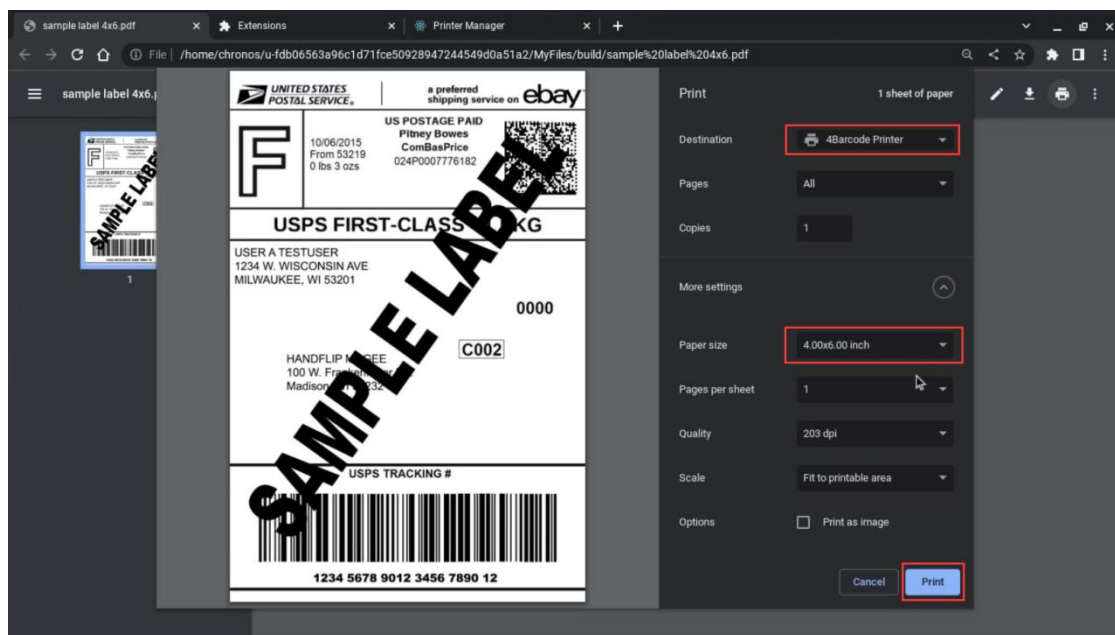 sample label 4x6.pdf
Extensions
Printer Manager
File
/home/chronos/u-fdb06563a96c1d71fce50928947244549d0a51a2/MyFiles/build/sample%20label%204x6.pdf
sample label 4x6.p
1
UNITED STATES
POSTAL SERVICE®
a preferred
shipping service on ebay
F
10/06/2015
From 53219
0 lbs 3 ozs
US POSTAGE PAID
Pitney Bowes
ComBasPrice
024P0007776182
USPS FIRST-CLASS KG
USER A TESTUSER
1234 W. WISCONSIN AVE
MILWAUKEE, WI 53201
0000
C002
HANDFLIP GEE
100 W.
Madison
SAMPLE LABEL
USPS TRACKING #
1234 5678 9012 3456 7890 12
Print
1 sheet of paper
Destination
4Barcode Printer
Pages
All
Copies
1
More settings
Paper size
4.00x6.00 inch
Pages per sheet
1
Quality
203 dpi
Scale
Fit to printable area
Options
Print as image
Cancel
Print